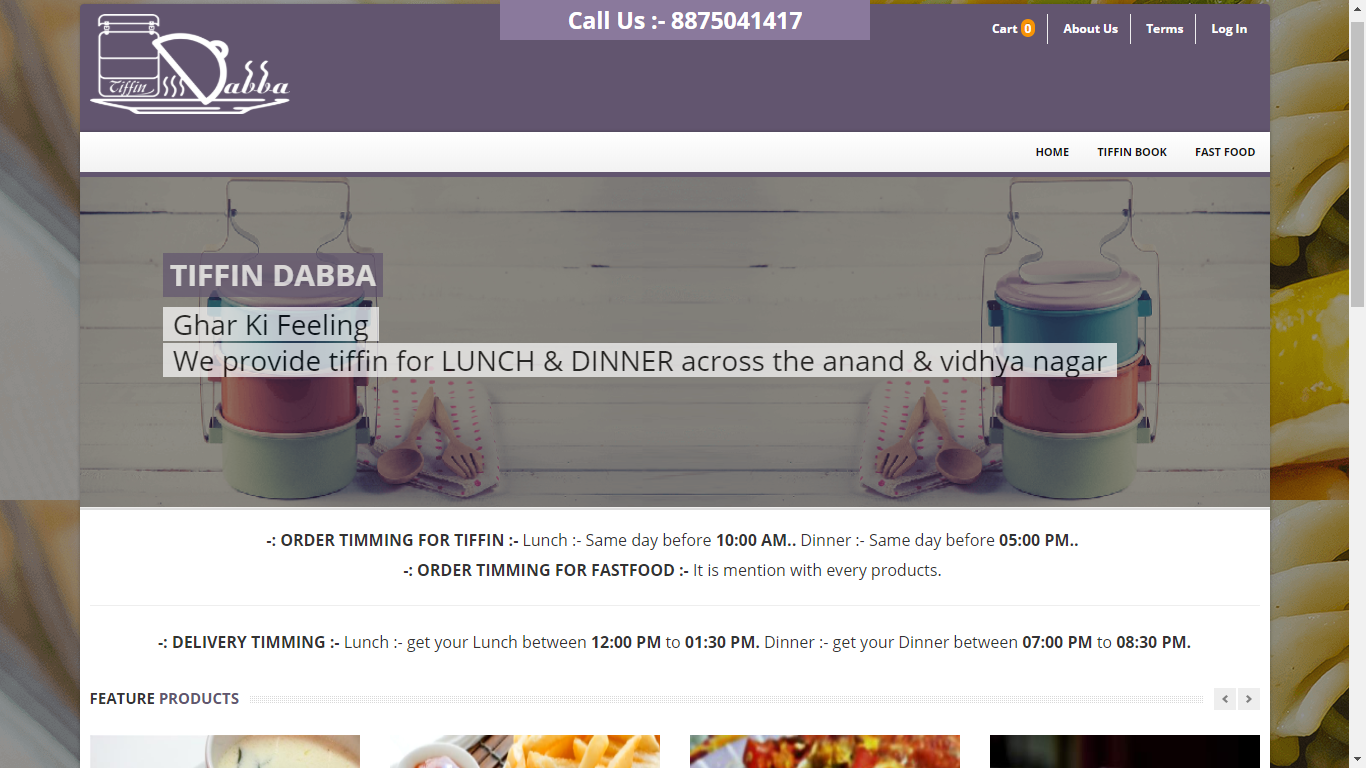 Call Us :- 8875041417
Cart 0
About Us
Terms
Log In
Tiffin Dabba
HOME
TIFFIN BOOK
FAST FOOD
TIFFIN DABBA
Ghar Ki Feeling
We provide tiffin for LUNCH & DINNER across the anand & vidhya nagar
-: ORDER TIMMING FOR TIFFIN :- Lunch :- Same day before 10:00 AM.. Dinner :- Same day before 05:00 PM..
-: ORDER TIMMING FOR FASTFOOD :- It is mention with every products.
-: DELIVERY TIMMING :- Lunch :- get your Lunch between 12:00 PM to 01:30 PM. Dinner :- get your Dinner between 07:00 PM to 08:30 PM.
FEATURE PRODUCTS